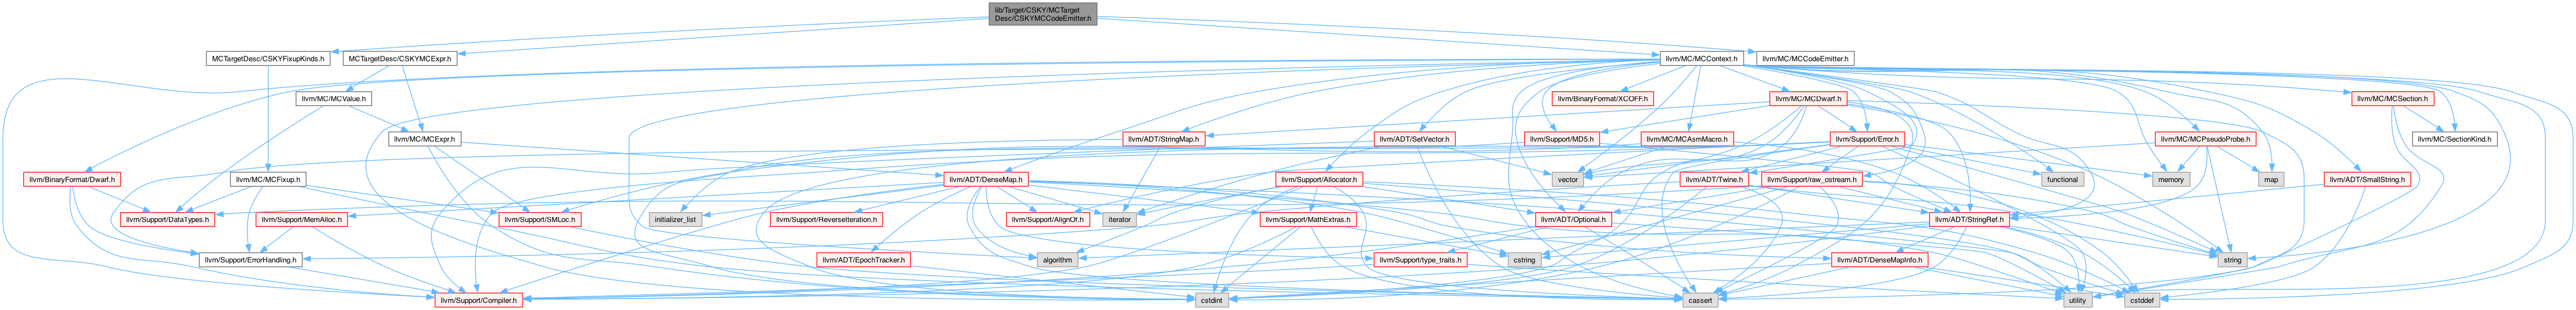 lib/Target/CSKY/MCTarget
Desc/CSKYMCCodeEmitter.h
MCTargetDesc/CSKYFixupKinds.h
MCTargetDesc/CSKYMCExpr.h
llvm/MC/MCContext.h
llvm/MC/MCCodeEmitter.h
llvm/MC/MCValue.h
llvm/BinaryFormat/XCOFF.h
llvm/MC/MCDwarf.h
llvm/MC/MCSection.h
llvm/MC/MCExpr.h
llvm/ADT/StringMap.h
llvm/ADT/SetVector.h
llvm/Support/MD5.h
llvm/MC/MCAsmMacro.h
llvm/Support/Error.h
llvm/MC/MCPseudoProbe.h
llvm/MC/SectionKind.h
llvm/BinaryFormat/Dwarf.h
llvm/MC/MCFixup.h
llvm/ADT/DenseMap.h
llvm/Support/Allocator.h
vector
llvm/ADT/Twine.h
llvm/Support/raw_ostream.h
functional
memory
map
llvm/ADT/SmallString.h
llvm/Support/DataTypes.h
llvm/Support/MemAlloc.h
llvm/Support/SMLoc.h
initializer_list
llvm/Support/ReverseIteration.h
llvm/Support/AlignOf.h
iterator
llvm/Support/MathExtras.h
llvm/ADT/Optional.h
llvm/ADT/StringRef.h
llvm/Support/ErrorHandling.h
llvm/ADT/EpochTracker.h
algorithm
llvm/Support/type_traits.h
cstring
llvm/ADT/DenseMapInfo.h
string
llvm/Support/Compiler.h
cstdint
cassert
utility
cstddef